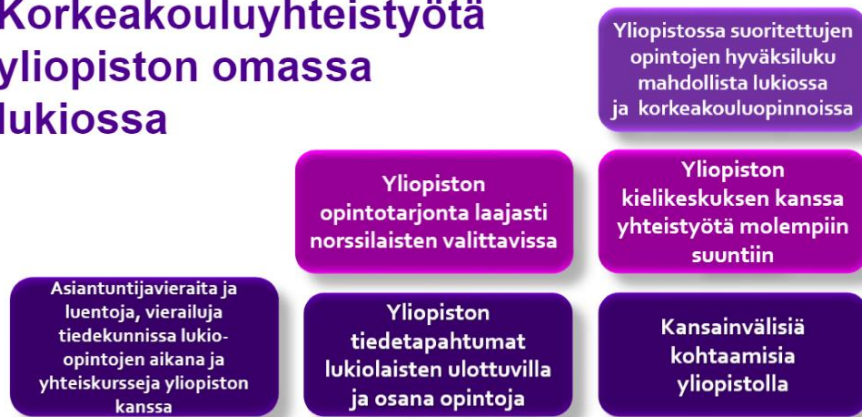 Korkeakouluyhteistyötä
yliopiston omassa
lukiossa
Yliopistossa suoritettujen
opintojen hyväksiluku
mahdollista lukiossa
ja korkeakouluopinnoissa
Yliopiston
opintotarjonta laajasti
norssilaisten valittavissa
Yliopiston
kielikeskuksen kanssa
yhteistyötä molempiin
suuntiin
Asiantuntijavieraita ja
luentoja, vierailuja
tiedekunnissa lukio-
opintojen aikana ja
yhteiskursseja yliopiston
kanssa
Yliopiston
tiedetapahtumat
lukiolaisten ulottuvilla
ja osana opintoja
Kansainvälisiä
kohtaamisia
yliopistolla